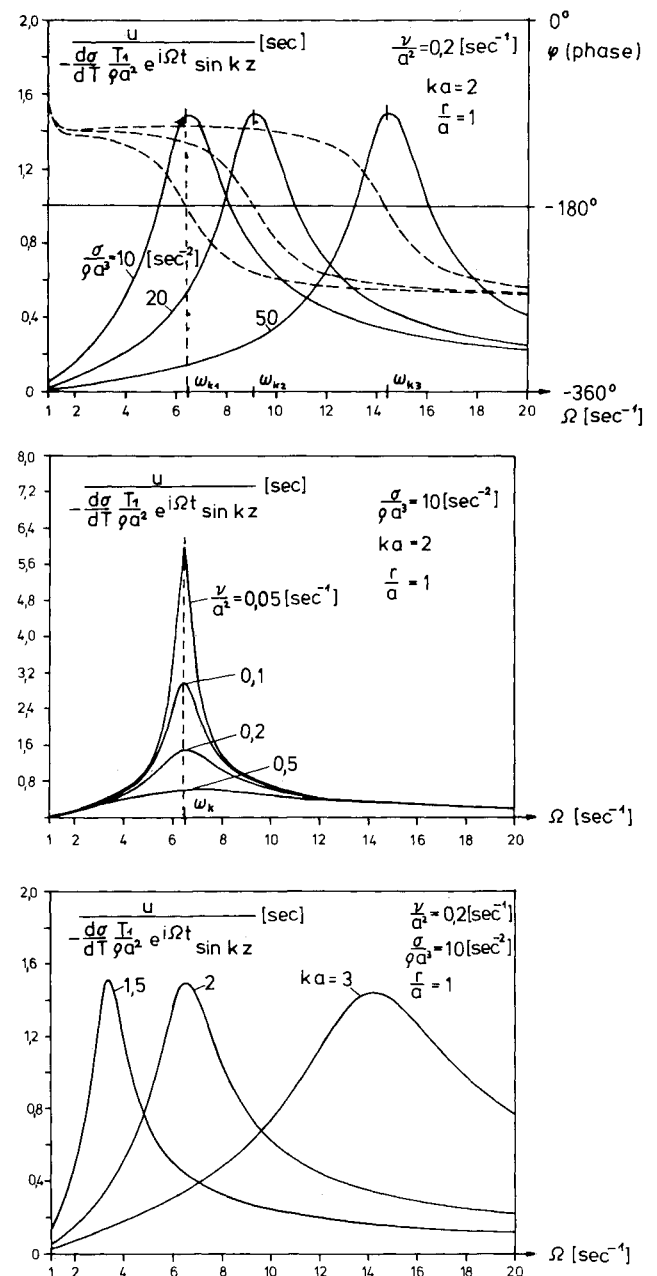 2,0
1,6
1,2
0,8
0,4
0
u [sec]
-dσ/dT T₁/ρa² e^iΩt sin kz
ν/a² = 0,2 [sec⁻¹]
ka = 2
r/a = 1
0°
φ (phase)
-180°
-360°
σ/ρa³ = 10 [sec⁻²]
20
50
ωk1 ωk2 ωk3
1 2 4 6 8 10 12 14 16 18 20
Ω [sec⁻¹]
8,0
7,2
6,4
5,6
4,8
4,0
3,2
2,4
1,6
0,8
u [sec]
-dσ/dT T₁/ρa² e^iΩt sin kz
σ/ρa³ = 10 [sec⁻²]
ka = 2
r/a = 1
ν/a² = 0,05 [sec⁻¹]
0,1
0,2
0,5
ωk
1 2 4 6 8 10 12 14 16 18 20 Ω [sec⁻¹]
2,0
1,6
1,2
0,8
0,4
0
u [sec]
-dσ/dT T₁/ρa² e^iΩt sin kz
ν/a² = 0,2 [sec⁻¹]
σ/ρa³ = 10 [sec⁻²]
r/a = 1
1,5
2
ka = 3
1 2 4 6 8 10 12 14 16 18 20 Ω [sec⁻¹]